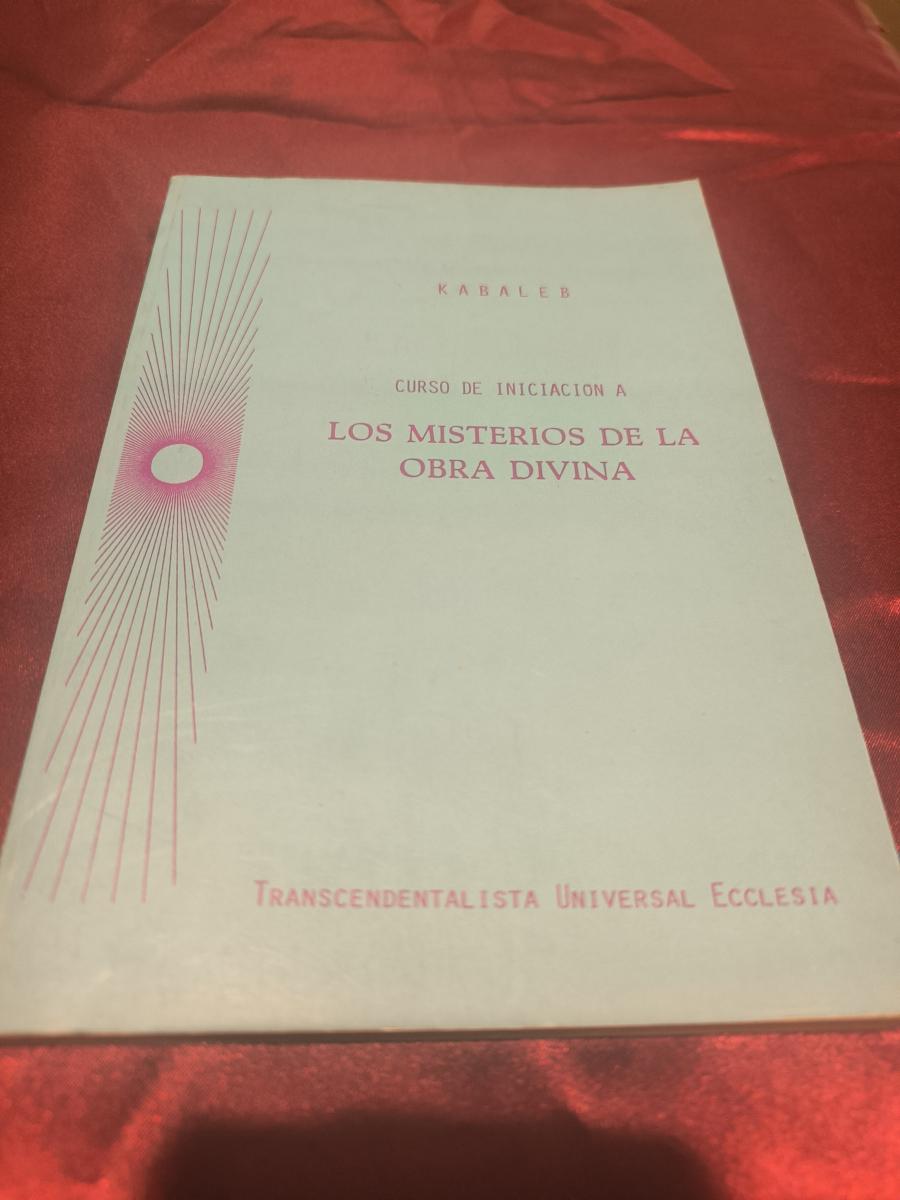 KABALEB
CURSO DE INICIACION A
LOS MISTERIOS DE LA
OBRA DIVINA
TRANSCENDENTALISTA UNIVERSAL ECCLESIA